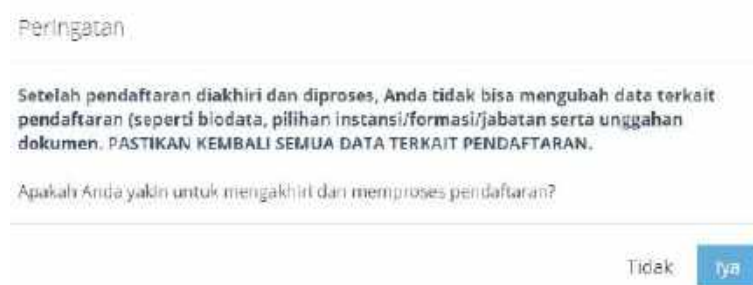 Peringatan
Setelah pendaftaran diakhiri dan diproses, Anda tidak bisa mengubah data terkait
pendaftaran (seperti biodata, pilihan instansi/formasi/jabatan serta unggahan
dokumen. PASTIKAN KEMBALI SEMUA DATA TERKAIT PENDAFTARAN.
Apakah Anda yakin untuk mengakhiri dan memproses pendaftaran?
Tidak Iya